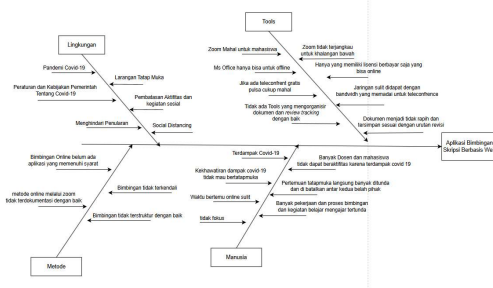 Tools
Lingkungan
Zoom Mahal untuk mahasiswa
Zoom tidak terjangkau
untuk khalangan bawah
Hanya yang memiliki lisensi berbayar saja yang
bisa online
Pandemi Covid-19
Larangan Tatap Muka
Ms Office hanya bisa untuk offline
Peraturan dan Kebijakan Pemerintah
Tentang Covid-19
Jika ada teleconfrent gratis
pulsa cukup mahal
Jaringan sulit didapat dengan
bandwidh yang memadai untuk teleconfrence
Pembatasan Aktifitas dan
kegiatan sosial
Tidak ada Tools yang mengorganisir
dokumen dan review tracking
dengan baik
Menghindari Penularan
Social Distancing
Dokumen menjadi tidak rapih dan
tersimpan sesuai dengan urutan revisi
Aplikasi Bimbingan
Skripsi Berbasis We
Bimbingan Online belum ada
aplikasi yang memenuhi syarat
Terdampak Covid-19
Banyak Dosen dan mahasiswa
tidak dapat beraktifitas karena terdampak covid 19
Kekhawatiran dampak covid-19
tidak mau bertatapmuka
Pertemuan tatapmuka langsung banyak ditunda
dan di batalkan antar kedua belah pihak
Bimbingan tidak terkendali
metoda online melalui zoom
tidak terdokumentasi dengan baik
Waktu bertemu online sulit
Banyak pekerjaan dan proses bimbingan
dan kegiatan belajar mengajar tertunda
Bimbingan bidak terstruktur dengan baik
tidak fokus
Metode
Manusia